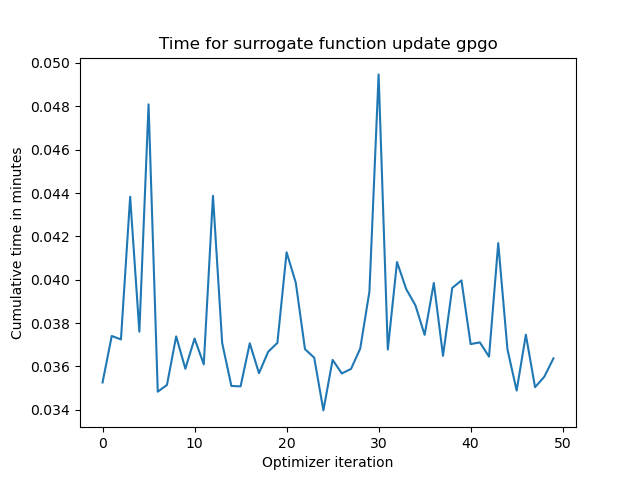 Time for surrogate function update gpgo
Cumulative time in minutes
0.050
0.048
0.046
0.044
0.042
0.040
0.038
0.036
0.034
0 10 20 30 40 50
Optimizer iteration